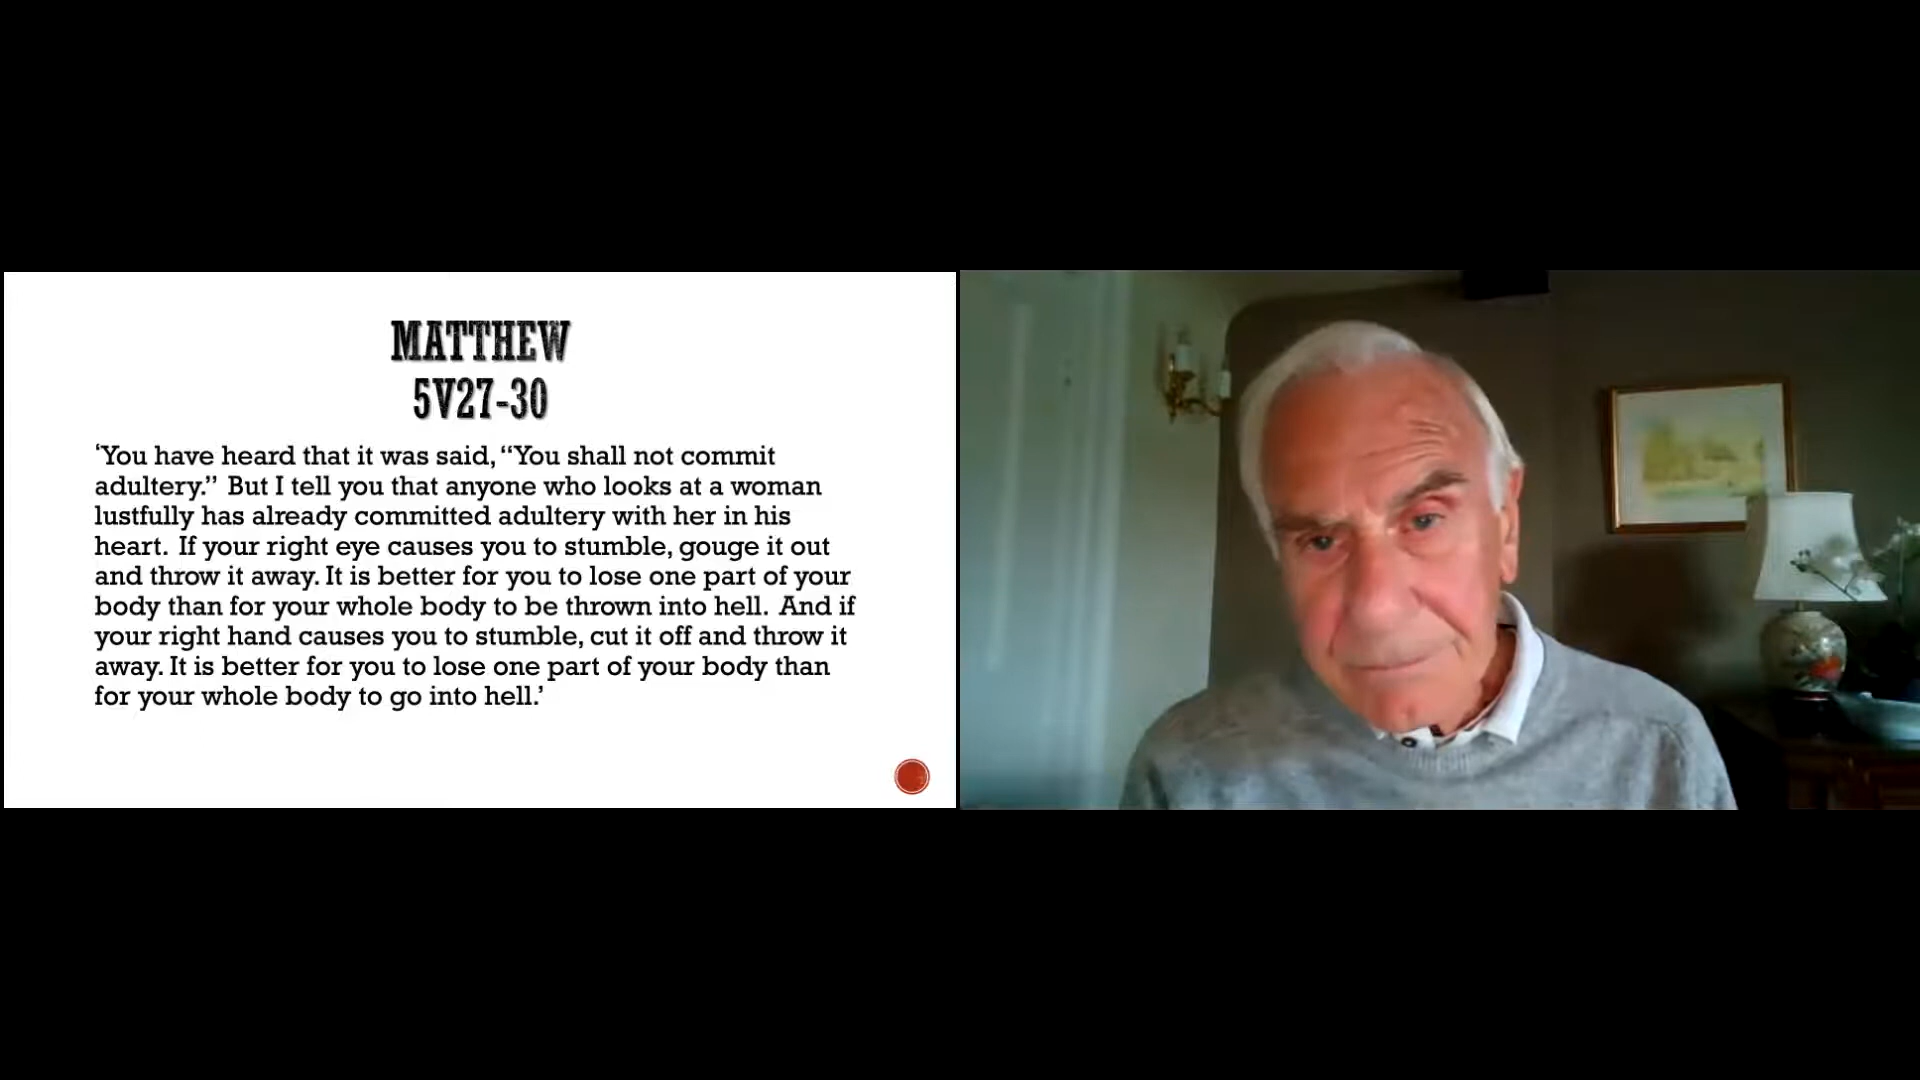 MATTHEW
5V27-30
‘You have heard that it was said, “You shall not commit
adultery.” But I tell you that anyone who looks at a woman
lustfully has already committed adultery with her in his
heart. If your right eye causes you to stumble, gouge it out
and throw it away. It is better for you to lose one part of your
body than for your whole body to be thrown into hell. And if
your right hand causes you to stumble, cut it off and throw it
away. It is better for you to lose one part of your body than
for your whole body to go into hell.’